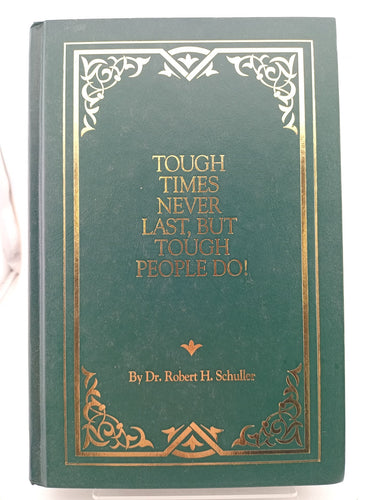 TOUGH
TIMES
NEVER
LAST, BUT
TOUGH
PEOPLE DO!
By Dr. Robert H. Schuller